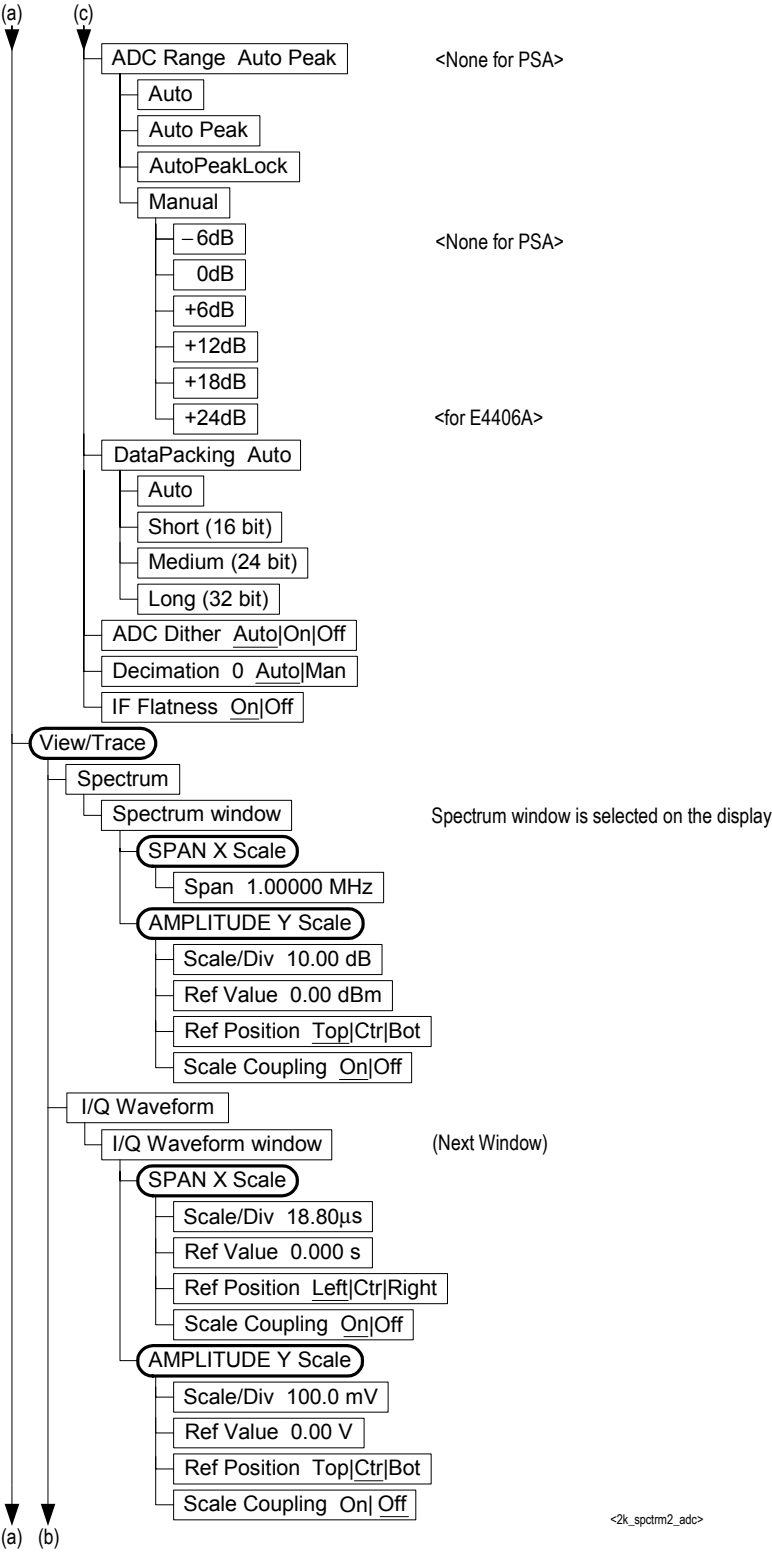 (a) (c)
ADC Range Auto Peak <None for PSA>
Auto
Auto Peak
AutoPeakLock
Manual
−6dB <None for PSA>
0dB
+6dB
+12dB
+18dB
+24dB <for E4406A>
DataPacking Auto
Auto
Short (16 bit)
Medium (24 bit)
Long (32 bit)
ADC Dither Auto|On|Off
Decimation 0 Auto|Man
IF Flatness On|Off
View/Trace
Spectrum
Spectrum window Spectrum window is selected on the display
SPAN X Scale
Span 1.00000 MHz
AMPLITUDE Y Scale
Scale/Div 10.00 dB
Ref Value 0.00 dBm
Ref Position Top|Ctr|Bot
Scale Coupling On|Off
I/Q Waveform
I/Q Waveform window (Next Window)
SPAN X Scale
Scale/Div 18.80µs
Ref Value 0.000 s
Ref Position Left|Ctr|Right
Scale Coupling On|Off
AMPLITUDE Y Scale
Scale/Div 100.0 mV
Ref Value 0.00 V
Ref Position Top|Ctr|Bot
Scale Coupling On| Off
<2k_spctrm2_adc>
(a) (b)